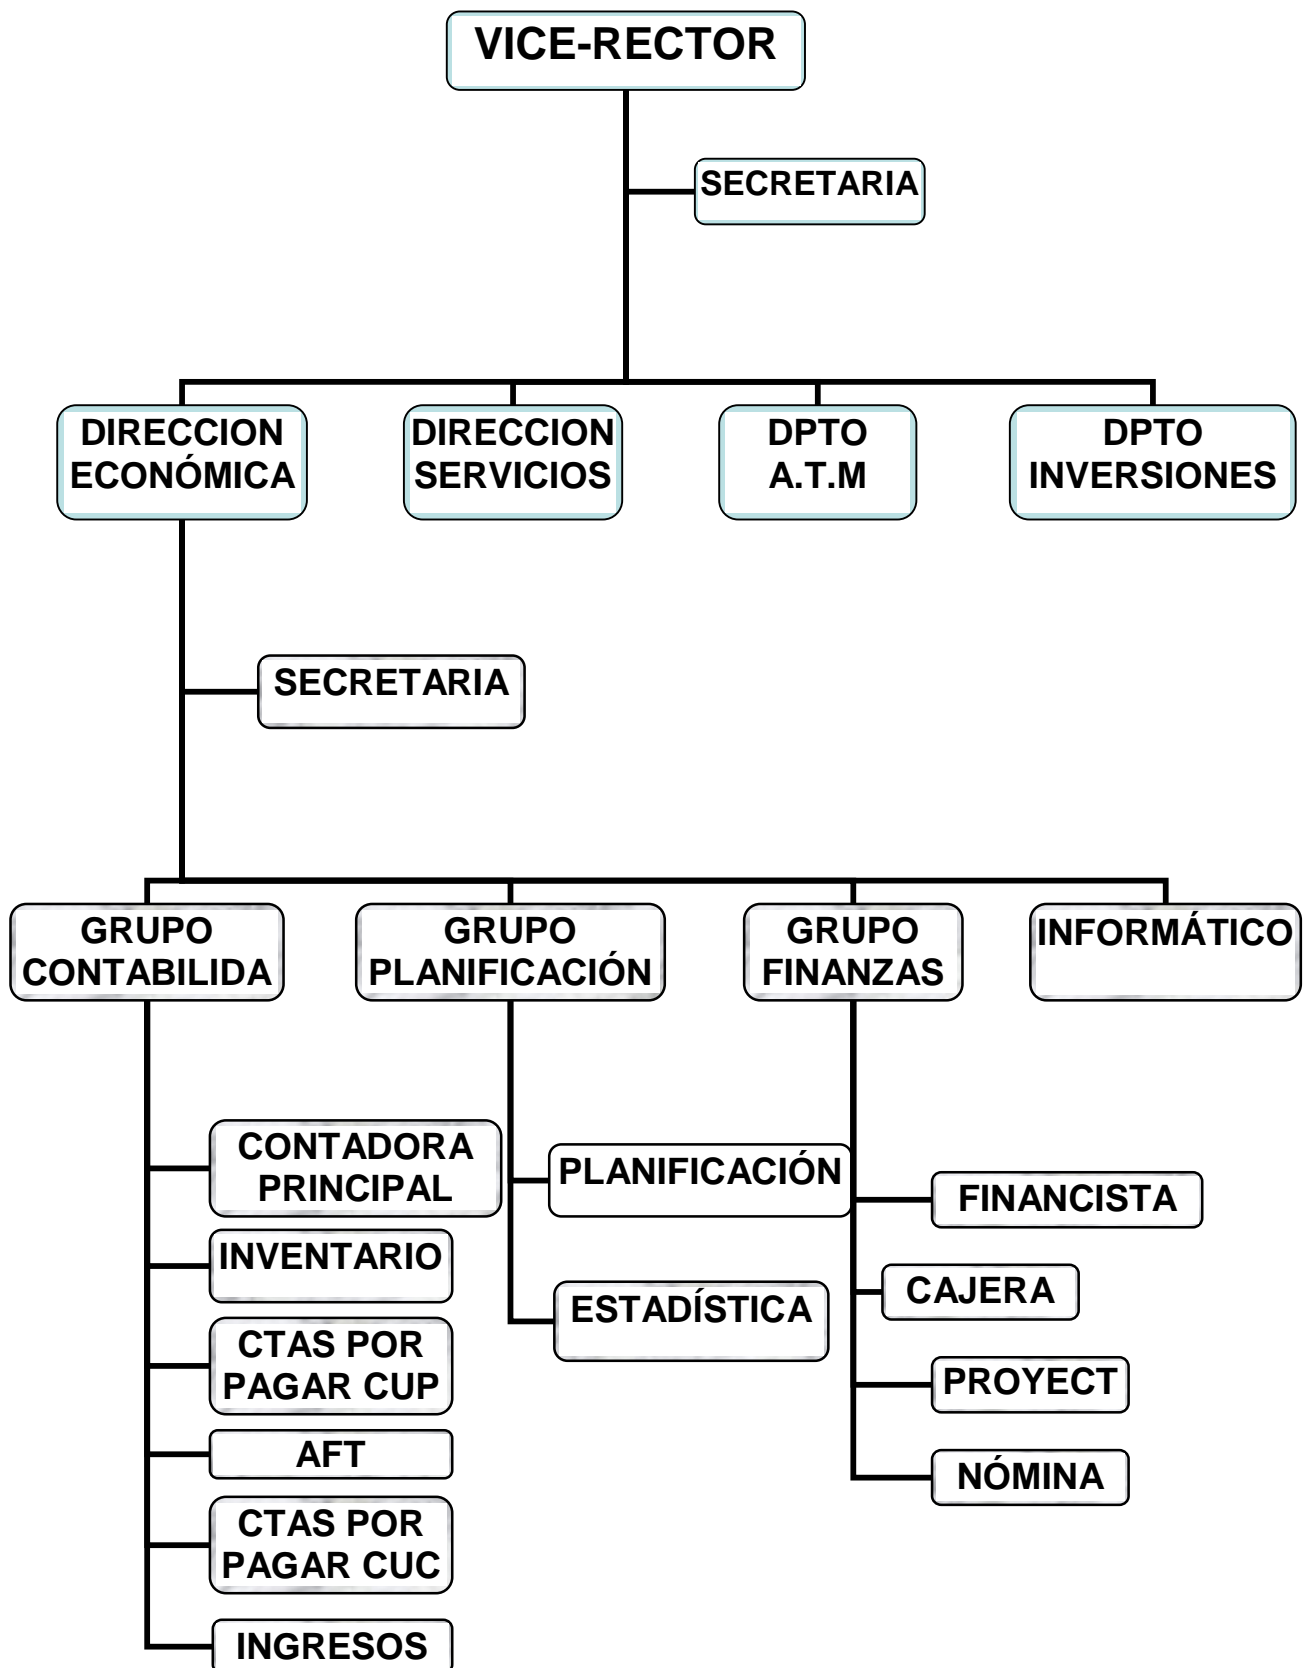 VICE-RECTOR
SECRETARIA
DIRECCION
ECONÓMICA
DIRECCION
SERVICIOS
DPTO
A.T.M
DPTO
INVERSIONES
SECRETARIA
GRUPO
CONTABILIDA
GRUPO
PLANIFICACIÓN
GRUPO
FINANZAS
INFORMÁTICO
CONTADORA
PRINCIPAL
INVENTARIO
CTAS POR
PAGAR CUP
AFT
CTAS POR
PAGAR CUC
INGRESOS
PLANIFICACIÓN
ESTADÍSTICA
FINANCISTA
CAJERA
PROYECT
NÓMINA